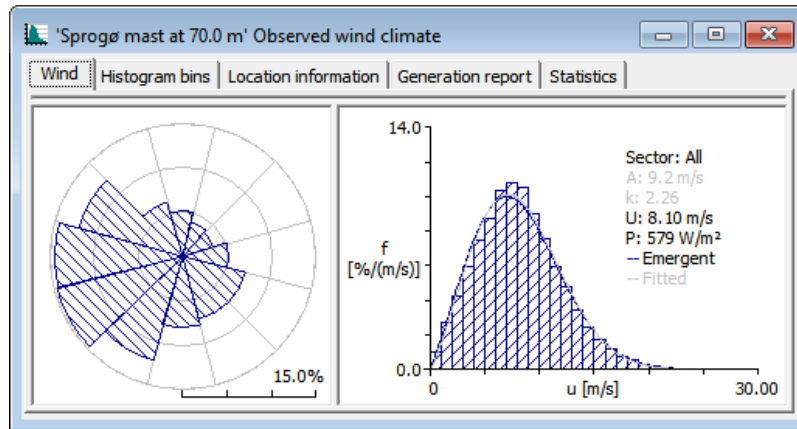 'Sprogø mast at 70.0 m' Observed wind climate
Wind Histogram bins Location information Generation report Statistics
15.0%
14.0
f
[%/(m/s)]
0.0
0
u [m/s]
30.00
Sector: All
A: 9.2 m/s
k: 2.26
U: 8.10 m/s
P: 579 W/m²
-- Emergent
-- Fitted